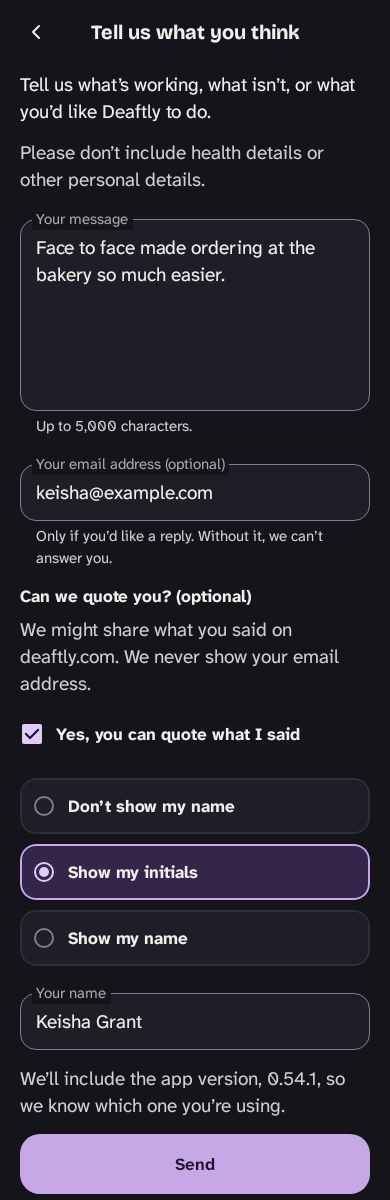 Tell us what you think
Tell us what’s working, what isn’t, or what
you’d like Deaftly to do.
Please don’t include health details or
other personal details.
Your message
Face to face made ordering at the
bakery so much easier.
Up to 5,000 characters.
Your email address (optional)
keisha@example.com
Only if you’d like a reply. Without it, we can’t
answer you.
Can we quote you? (optional)
We might share what you said on
deaftly.com. We never show your email
address.
Yes, you can quote what I said
Don’t show my name
Show my initials
Show my name
Your name
Keisha Grant
We’ll include the app version, 0.54.1, so
we know which one you’re using.
Send